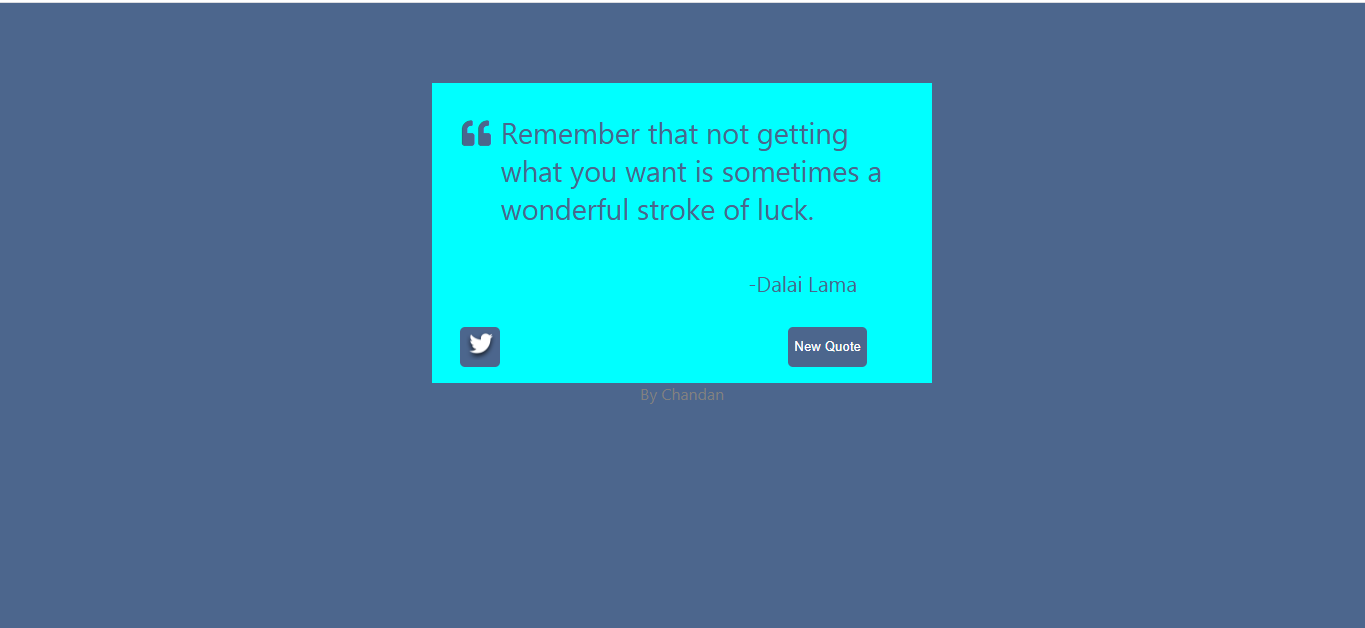 ❝ Remember that not getting
what you want is sometimes a
wonderful stroke of luck.
-Dalai Lama
New Quote
By Chandan